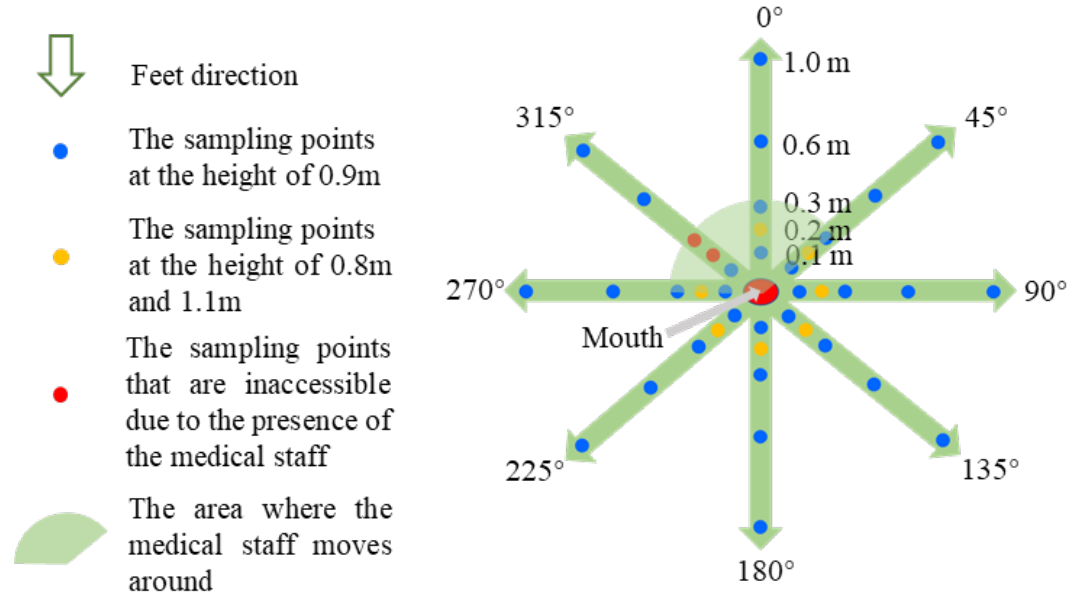 Feet direction
The sampling points
at the height of 0.9m
The sampling points
at the height of 0.8m
and 1.1m
The sampling points
that are inaccessible
due to the presence of
the medical staff
The area where the
medical staff moves
around
0°
1.0 m
315°
45°
0.6 m
0.3 m
0.2 m
0.1 m
270°
90°
Mouth
225°
135°
180°